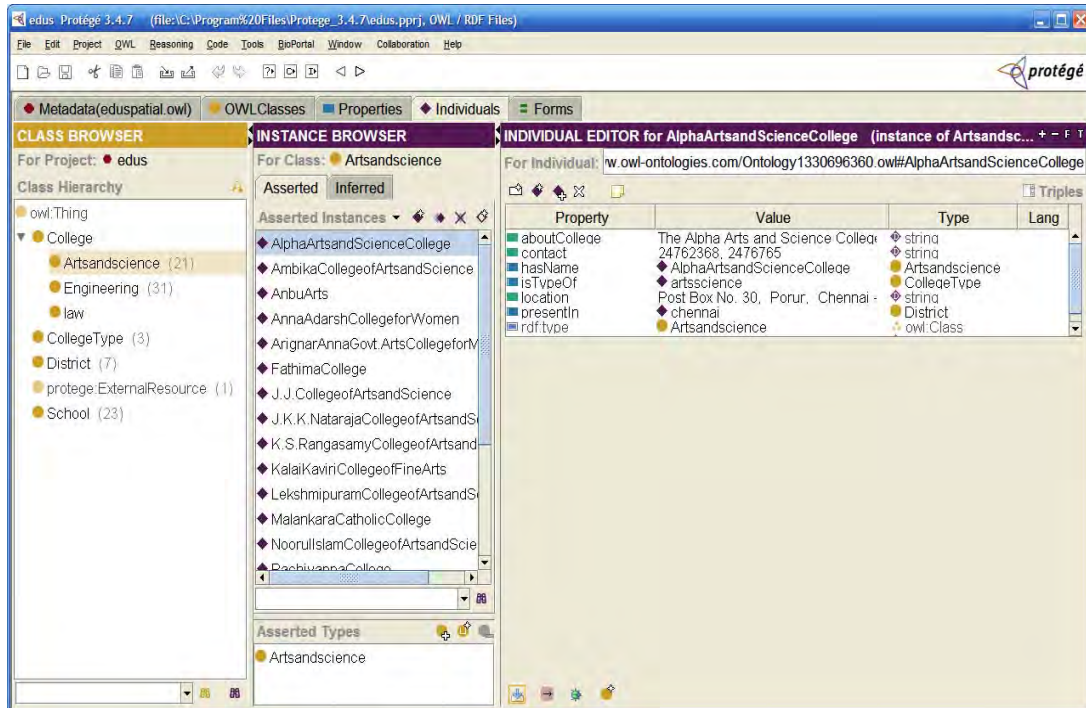 edus Protégé 3.4.7 (file:\C:\Program%20Files\Protege_3.4.7\edus.pprj, OWL / RDF Files)
File Edit Project OWL Reasoning Code Tools BioPortal Window Collaboration Help
protégé
Metadata(eduspatial.owl) OWLClasses Properties Individuals Forms
CLASS BROWSER
For Project: edus
Class Hierarchy
owl:Thing
College
Artsandscience (21)
Engineering (31)
law
CollegeType (3)
District (7)
protege:ExternalResource (1)
School (23)
INSTANCE BROWSER
For Class: Artsandscience
Asserted Inferred
Asserted Instances
AlphaArtsandScienceCollege
AmbikaCollegeofArtsandScience
AnbuArts
AnnaAdarshCollegeforWomen
ArignarAnnaGovt.ArtsCollegeforM
FathimaCollege
J.J.CollegeofArtsandScience
J.K.K.NatarajaCollegeofArtsandS
K.S.RangasamyCollegeofArtsand
KalaiKaviriCollegeofFineArts
LekshmipuramCollegeofArtsandS
MalankaraCatholicCollege
NoorulIslamCollegeofArtsandScie
PachiyappaCollege
Asserted Types
Artsandscience
INDIVIDUAL EDITOR for AlphaArtsandScienceCollege (instance of Artsandsc... + - F T
For Individual: w.owl-ontologies.com/Ontology1330696360.owl#AlphaArtsandScienceCollege
Triples
Property Value Type Lang
aboutCollege The Alpha Arts and Science College string
contact 24762368, 2476765 string
hasName AlphaArtsandScienceCollege Artsandscience
isTypeOf artsscience CollegeType
location Post Box No. 30, Porur, Chennai - string
presentIn chennai District
rdf:type Artsandscience owl:Class